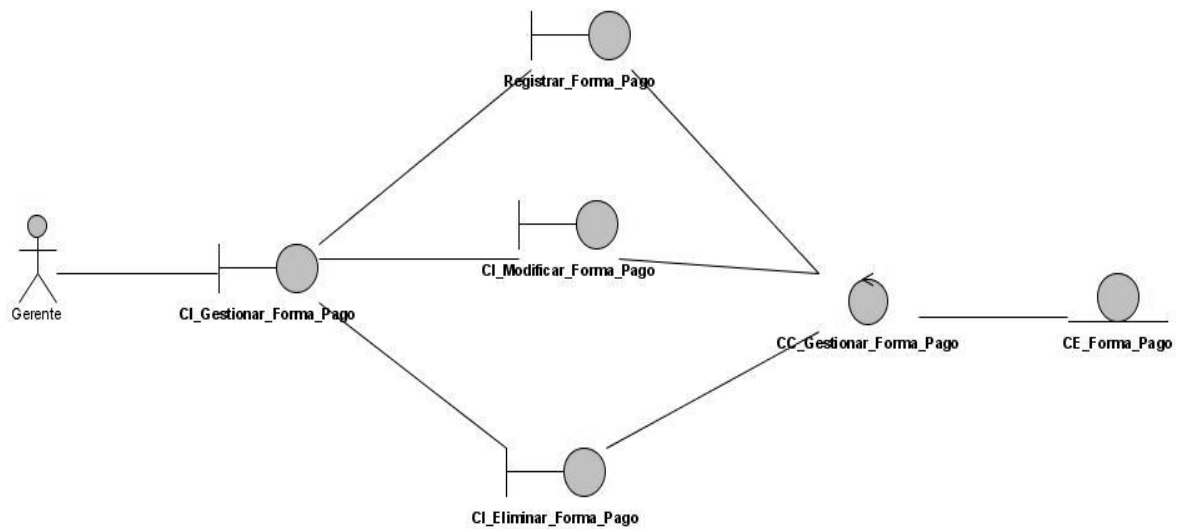 Registrar_Forma_Pago
CI_Modificar_Forma_Pago
Gerente
CI_Gestionar_Forma_Pago
CC_Gestionar_Forma_Pago
CE_Forma_Pago
CI_Eliminar_Forma_Pago